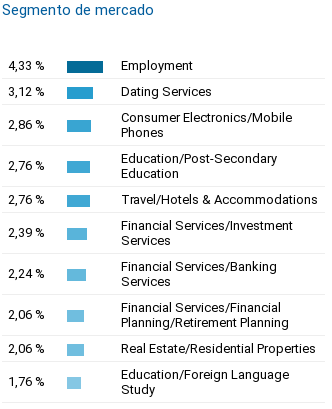 Segmento de mercado
4,33 % Employment
3,12 % Dating Services
2,86 % Consumer Electronics/Mobile
Phones
2,76 % Education/Post-Secondary
Education
2,76 % Travel/Hotels & Accommodations
2,39 % Financial Services/Investment
Services
2,24 % Financial Services/Banking
Services
2,06 % Financial Services/Financial
Planning/Retirement Planning
2,06 % Real Estate/Residential Properties
1,76 % Education/Foreign Language
Study